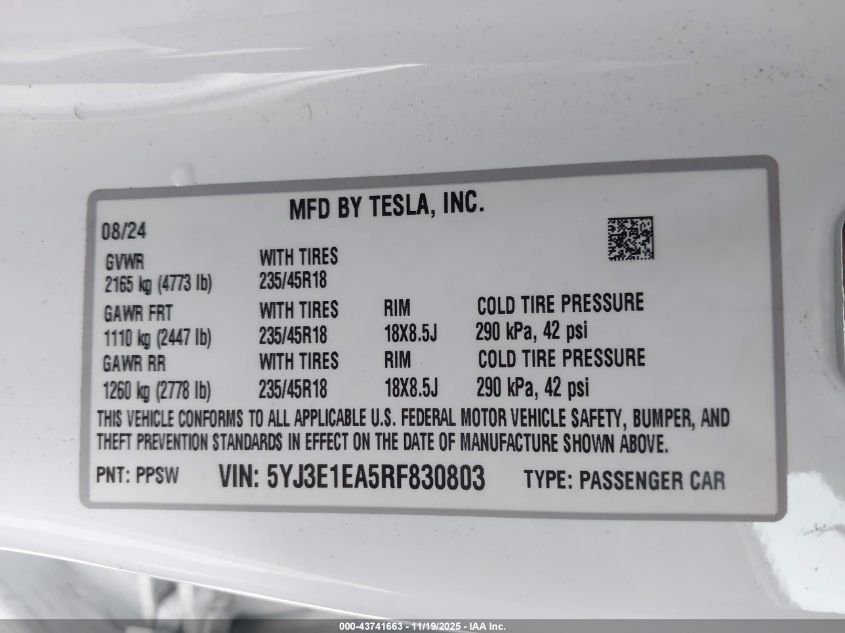 MFD BY TESLA, INC.
08/24
GVWR WITH TIRES
2165 kg (4773 lb) 235/45R18
GAWR FRT WITH TIRES RIM COLD TIRE PRESSURE
1110 kg (2447 lb) 235/45R18 18X8.5J 290 kPa, 42 psi
GAWR RR WITH TIRES RIM COLD TIRE PRESSURE
1260 kg (2778 lb) 235/45R18 18X8.5J 290 kPa, 42 psi
THIS VEHICLE CONFORMS TO ALL APPLICABLE U.S. FEDERAL MOTOR VEHICLE SAFETY, BUMPER, AND
THEFT PREVENTION STANDARDS IN EFFECT ON THE DATE OF MANUFACTURE SHOWN ABOVE.
PNT: PPSW VIN: 5YJ3E1EA5RF830803 TYPE: PASSENGER CAR
000-43741663 - 11/19/2025 - IAA Inc.